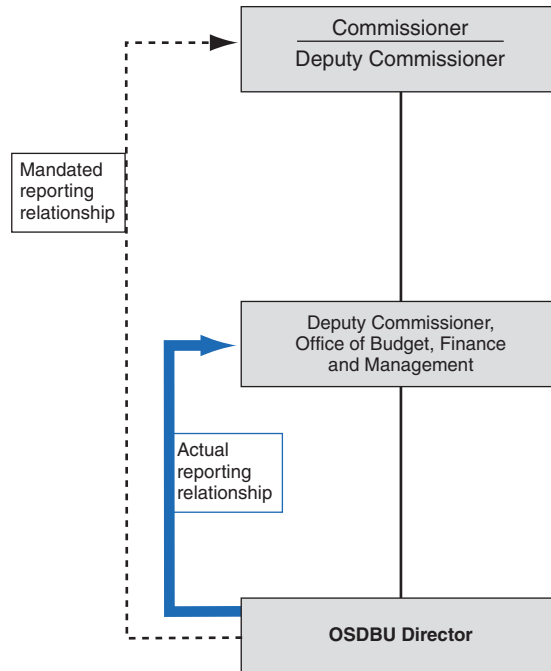 Commissioner
Deputy Commissioner
Mandated
reporting
relationship
Deputy Commissioner,
Office of Budget, Finance
and Management
Actual
reporting
relationship
OSDBU Director